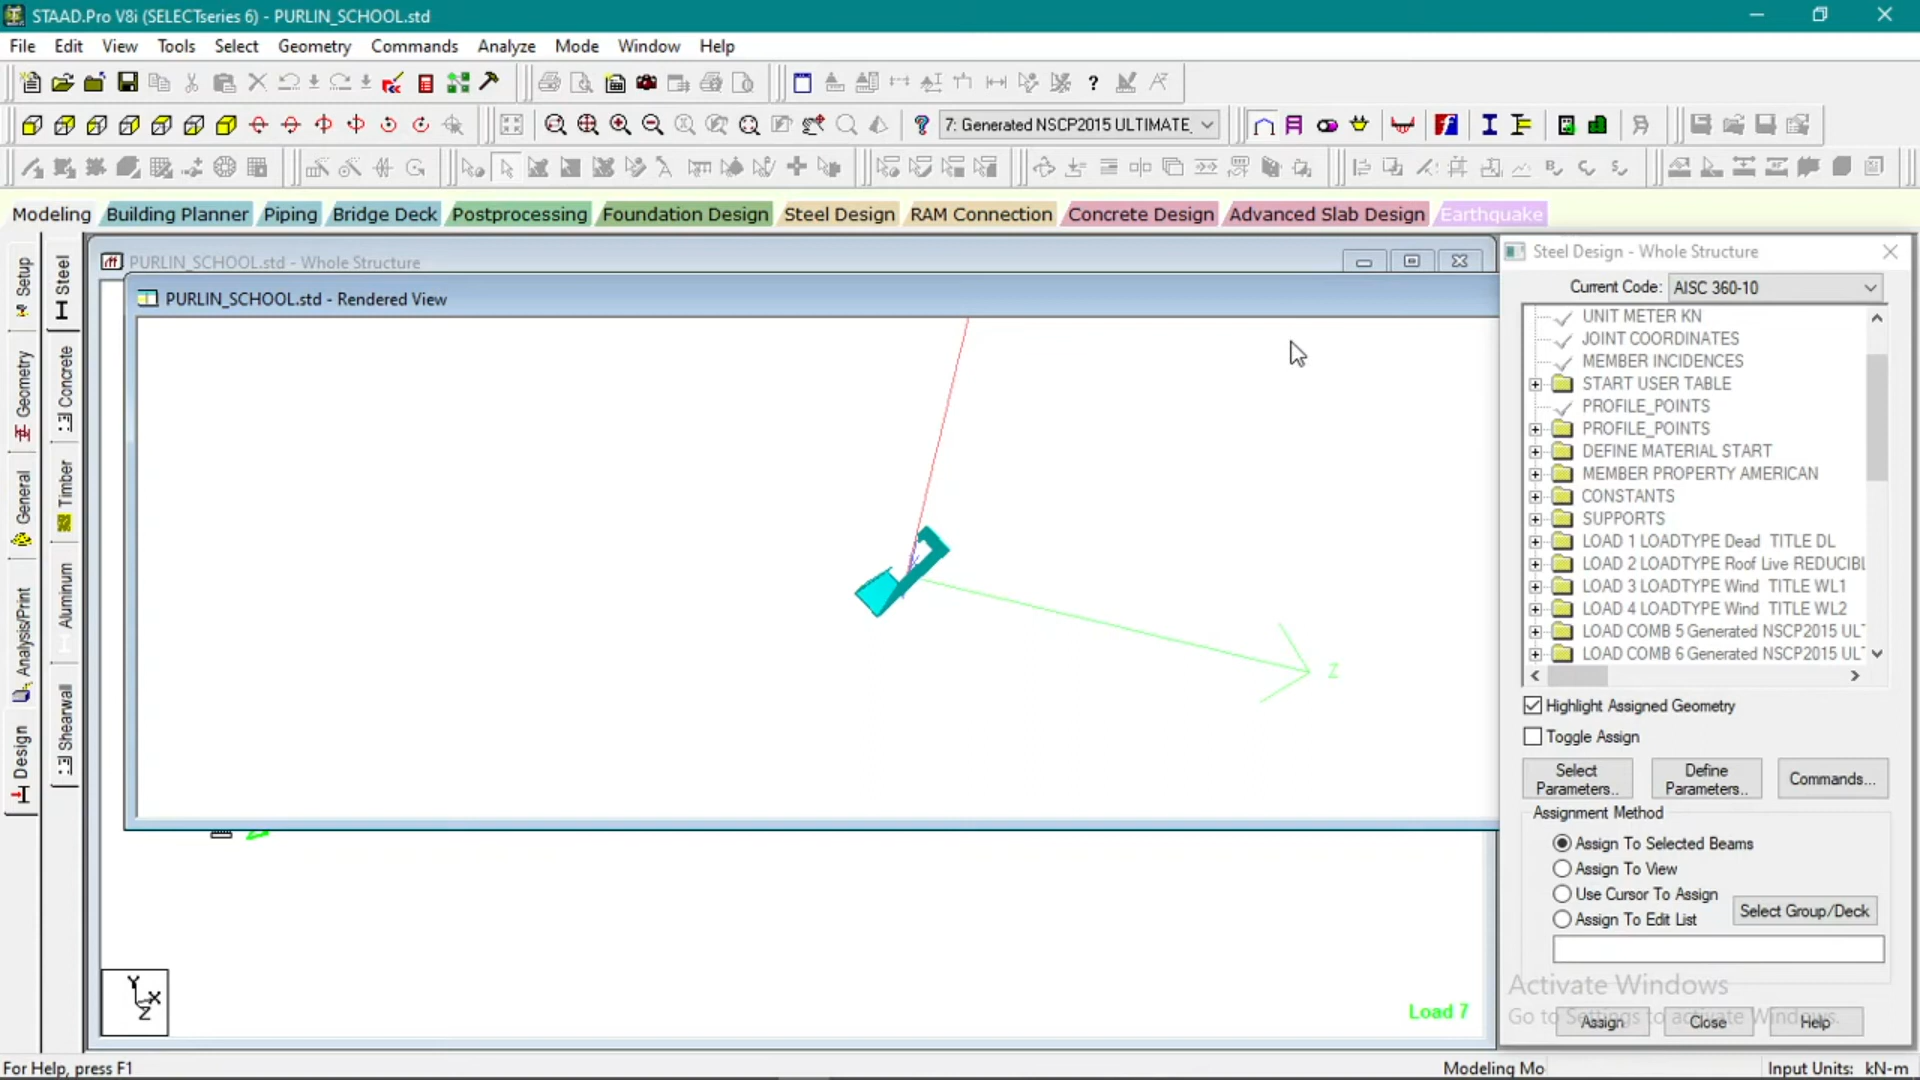 STAAD.Pro V8i (SELECTseries 6) - PURLIN_SCHOOL.std
File Edit View Tools Select Geometry Commands Analyze Mode Window Help
7: Generated NSCP2015 ULTIMATE,
Modeling Building Planner Piping Bridge Deck Postprocessing Foundation Design Steel Design RAM Connection Concrete Design Advanced Slab Design Earthquake
Setup
Geometry
General
Analysis/Print
Design
Steel
Concrete
Timber
Aluminum
Shearwall
PURLIN_SCHOOL.std - Whole Structure
PURLIN_SCHOOL.std - Rendered View
Z
Y
X
Z
Load 7
Steel Design - Whole Structure
Current Code: AISC 360-10
UNIT METER KN
JOINT COORDINATES
MEMBER INCIDENCES
START USER TABLE
PROFILE_POINTS
PROFILE_POINTS
DEFINE MATERIAL START
MEMBER PROPERTY AMERICAN
CONSTANTS
SUPPORTS
LOAD 1 LOADTYPE Dead TITLE DL
LOAD 2 LOADTYPE Roof Live REDUCIBL
LOAD 3 LOADTYPE Wind TITLE WL1
LOAD 4 LOADTYPE Wind TITLE WL2
LOAD COMB 5 Generated NSCP2015 UL
LOAD COMB 6 Generated NSCP2015 UL
Highlight Assigned Geometry
Toggle Assign
Select Parameters..
Define Parameters..
Commands...
Assignment Method
Assign To Selected Beams
Assign To View
Use Cursor To Assign
Assign To Edit List
Select Group/Deck
Activate Windows
Go to Settings to activate Windows.
Assign Close Help
For Help, press F1
Modeling Mo
Input Units: kN-m